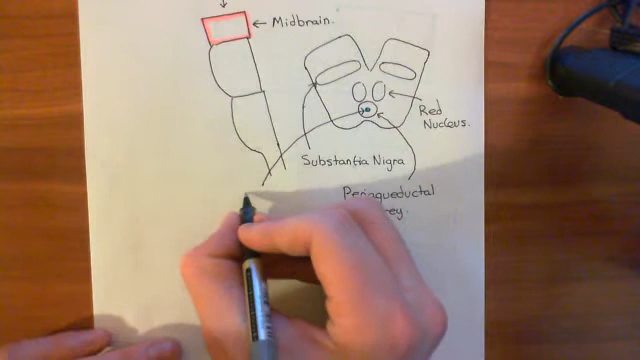 Midbrain.
Red
Nucleus.
Substantia Nigra
Periaqueductal